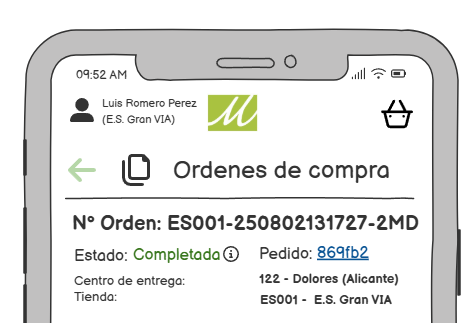 09:52 AM
Luis Romero Perez
(E.S. Gran VIA)
Ordenes de compra
N° Orden: ES001-250802131727-2MD
Estado: Completada Pedido: 869fb2
Centro de entrega: 122 - Dolores (Alicante)
Tienda: ES001 - E.S. Gran VIA